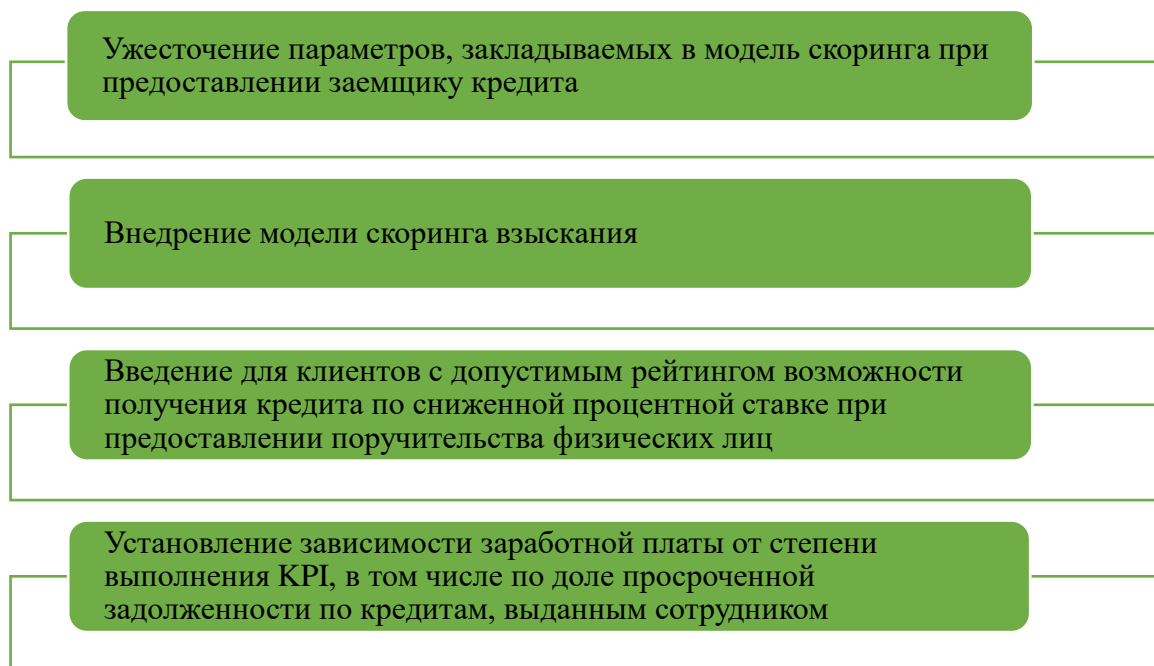 Ужесточение параметров, закладываемых в модель скоринга при
предоставлении заемщику кредита
Внедрение модели скоринга взыскания
Введение для клиентов с допустимым рейтингом возможности
получения кредита по сниженной процентной ставке при
предоставлении поручительства физических лиц
Установление зависимости заработной платы от степени
выполнения KPI, в том числе по доле просроченной
задолженности по кредитам, выданным сотрудником